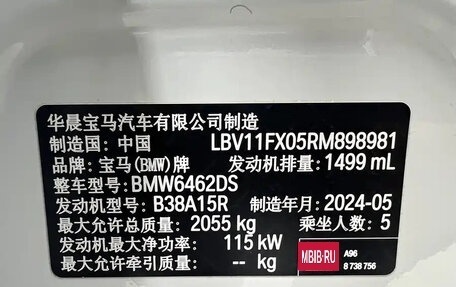 华晨宝马汽车有限公司制造
制造国: 中国 LBV11FX05RM898981
品牌: 宝马(BMW)牌 发动机排量: 1499 mL
整车型号: BMW6462DS
发动机型号: B38A15R 制造年月: 2024-05
最大允许总质量: 2055 kg 乘坐人数: 5
发动机最大净功率: 115 kW
最大允许牵引质量: -- kg
MBIB·RU
A96
8 738 756